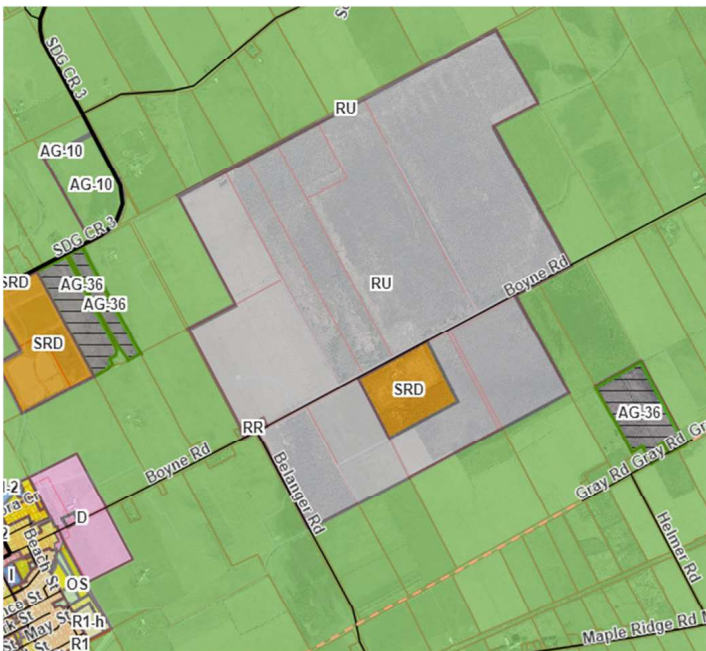 SDG CR 3
RU
AG-10
AG-10
SDG CR 3
SRD
AG-36
AG-36
RU
Boyne Rd
SRD
SRD
AG-36
RR
Boyne Rd
Belanger Rd
Gray Rd Gray Rd
D
Beach St
Helmer Rd
I
OS
May St
R1-h
R1
Maple Ridge Rd